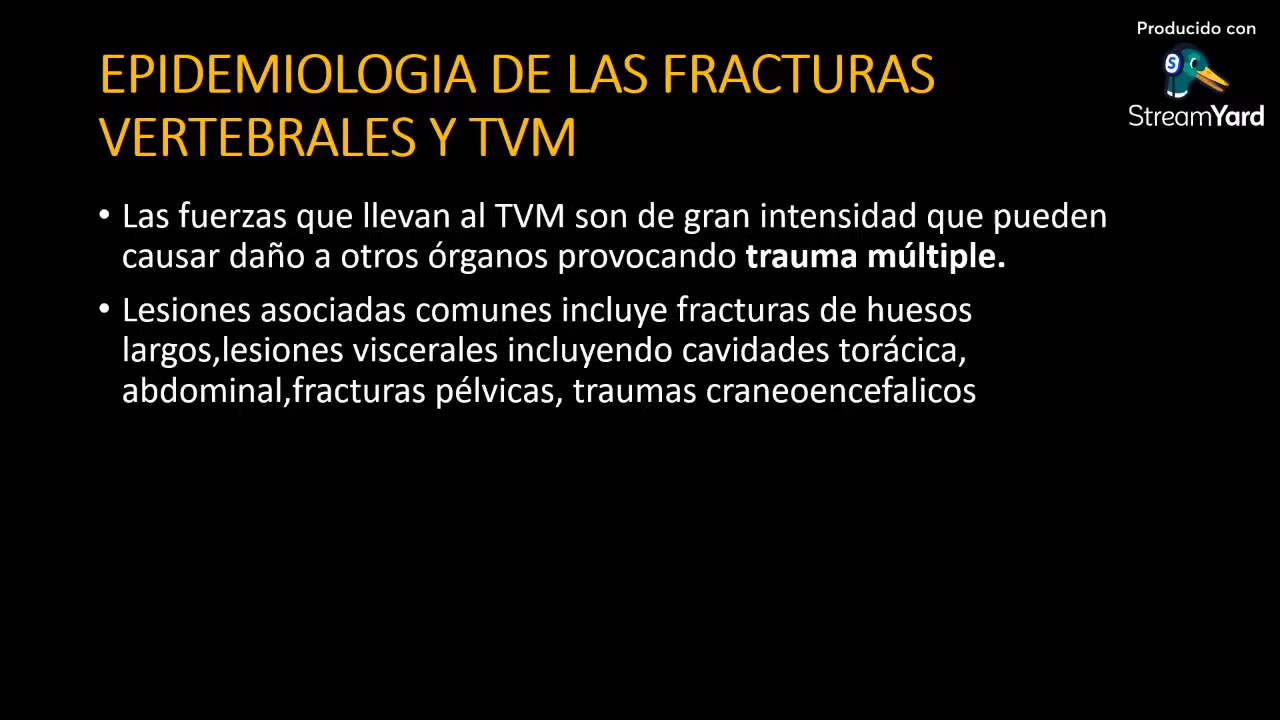 Producido con
StreamYard
EPIDEMIOLOGIA DE LAS FRACTURAS
VERTEBRALES Y TVM
• Las fuerzas que llevan al TVM son de gran intensidad que pueden
causar daño a otros órganos provocando trauma múltiple.
• Lesiones asociadas comunes incluye fracturas de huesos
largos,lesiones viscerales incluyendo cavidades torácica,
abdominal,fracturas pélvicas, traumas craneoencefalicos